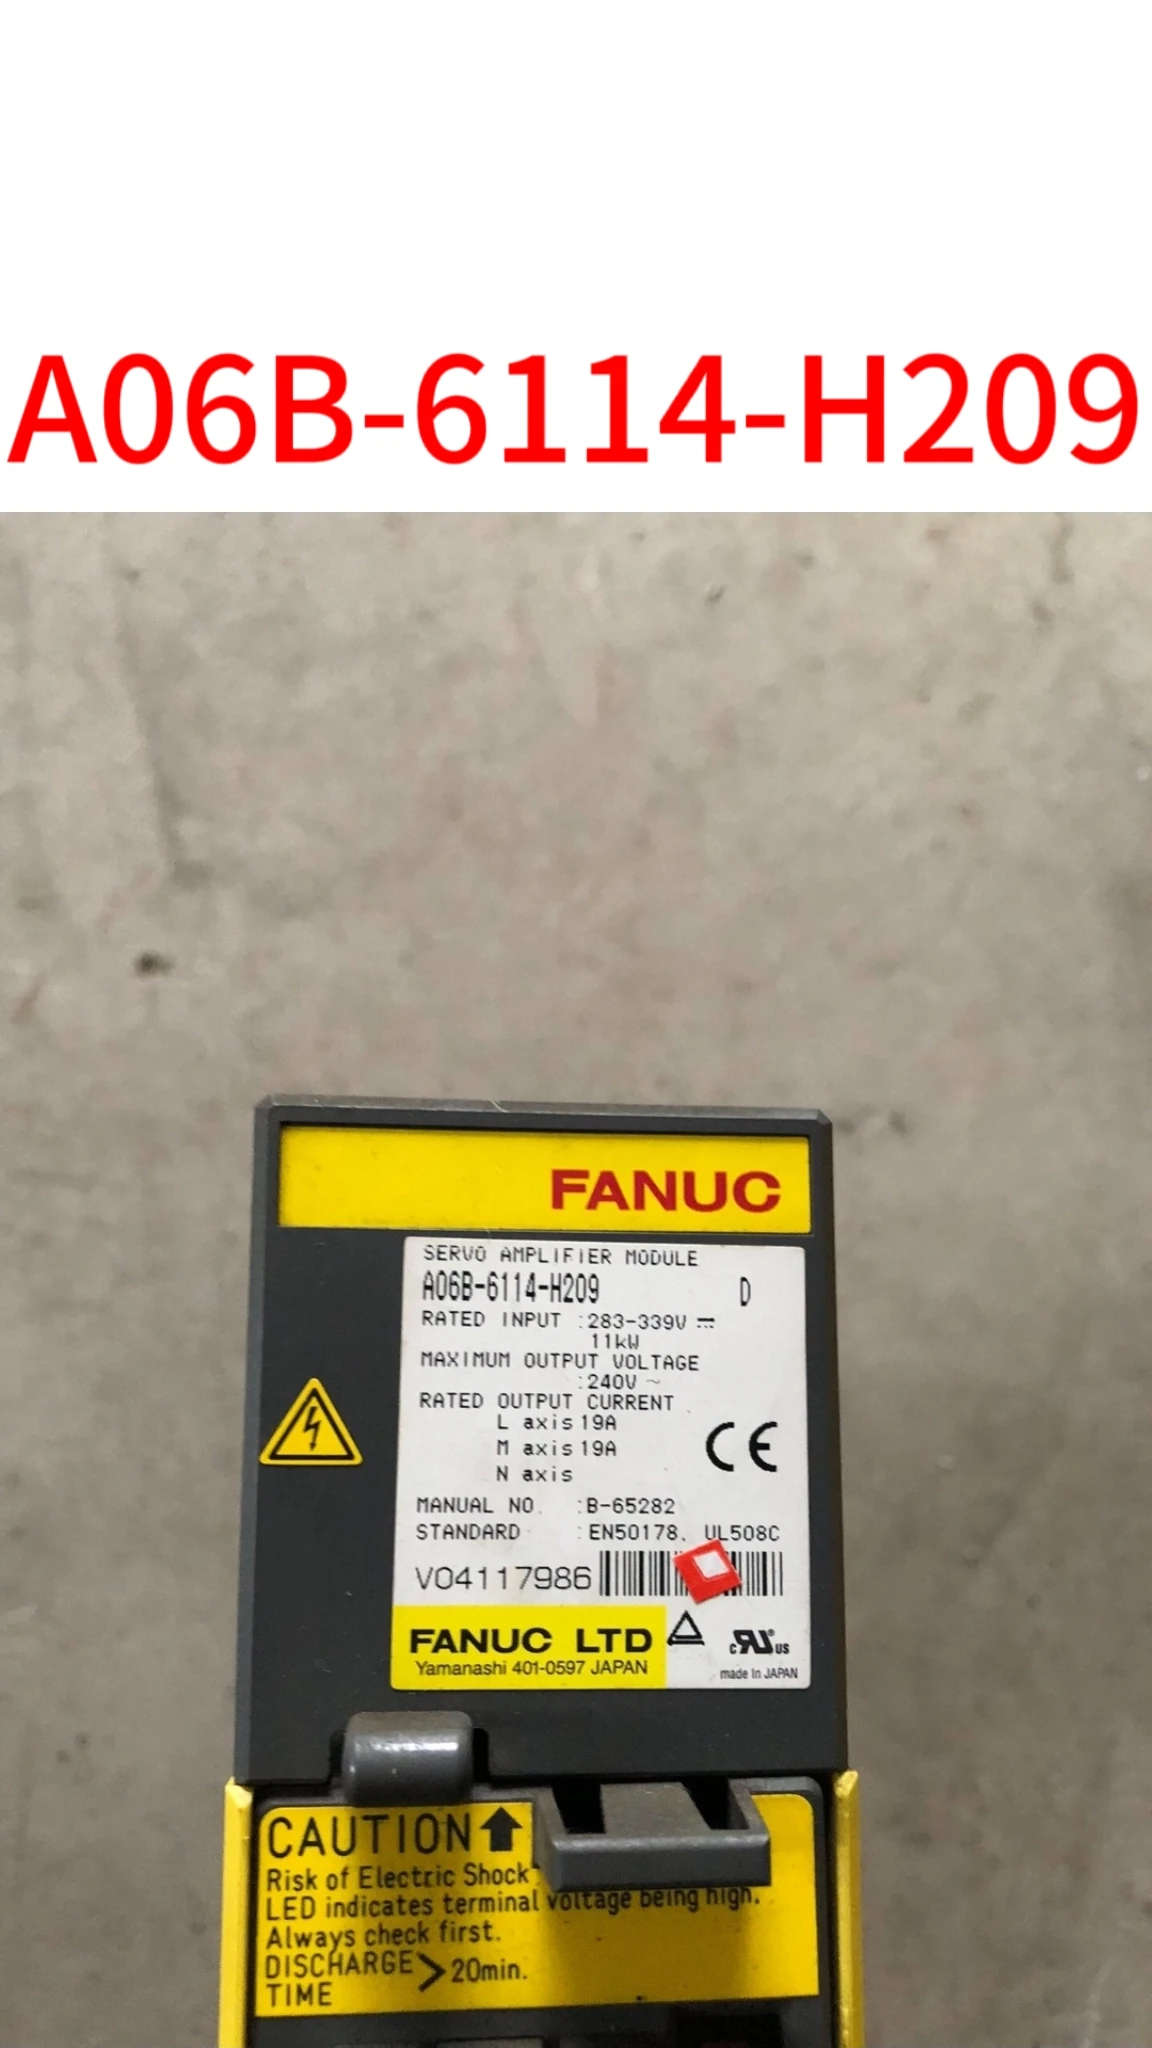 A06B-6114-H209
FANUC
SERVO AMPLIFIER MODULE
A06B-6114-H209 D
RATED INPUT :283-339V ⎓
11kW
MAXIMUM OUTPUT VOLTAGE
:240V ~
RATED OUTPUT CURRENT
L axis 19A
M axis 19A
N axis
CE
MANUAL NO. :B-65282
STANDARD :EN50178, UL508C
V04117986
FANUC LTD
Yamanashi 401-0597 JAPAN
c RU US
made in JAPAN
CAUTION
Risk of Electric Shock
LED indicates terminal voltage being high.
Always check first.
DISCHARGE > 20min.
TIME